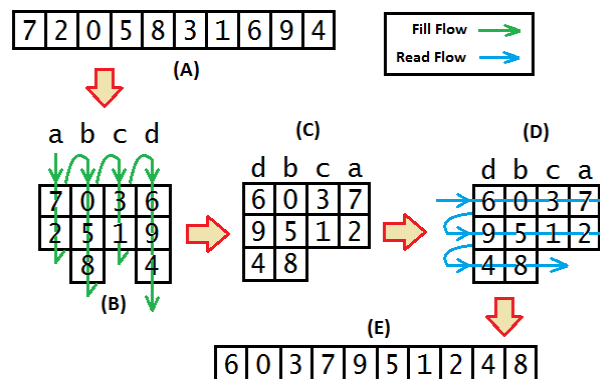 7 2 0 5 8 3 1 6 9 4
(A)
Fill Flow
Read Flow
a b c d
7 0 3 6
2 5 1 9
8 4
(B)
(C)
d b c a
6 0 3 7
9 5 1 2
4 8
(D)
d b c a
6 0 3 7
9 5 1 2
4 8
(E)
6 0 3 7 9 5 1 2 4 8